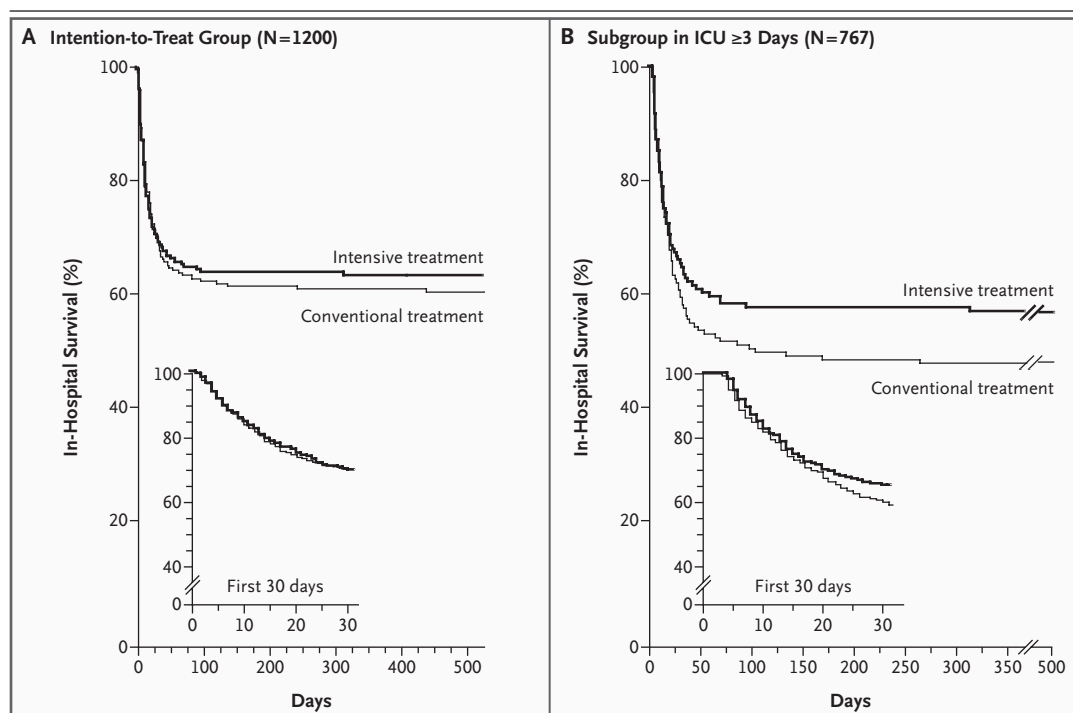 A Intention-to-Treat Group (N=1200)
In-Hospital Survival (%)
100
80
60
40
20
0
Intensive treatment
Conventional treatment
100
80
60
40
0
First 30 days
0 10 20 30
0 100 200 300 400 500
Days
B Subgroup in ICU ≥3 Days (N=767)
In-Hospital Survival (%)
100
80
60
40
20
0
Intensive treatment
Conventional treatment
100
80
60
40
0
First 30 days
0 10 20 30
0 50 100 150 200 250 300 350 500
Days